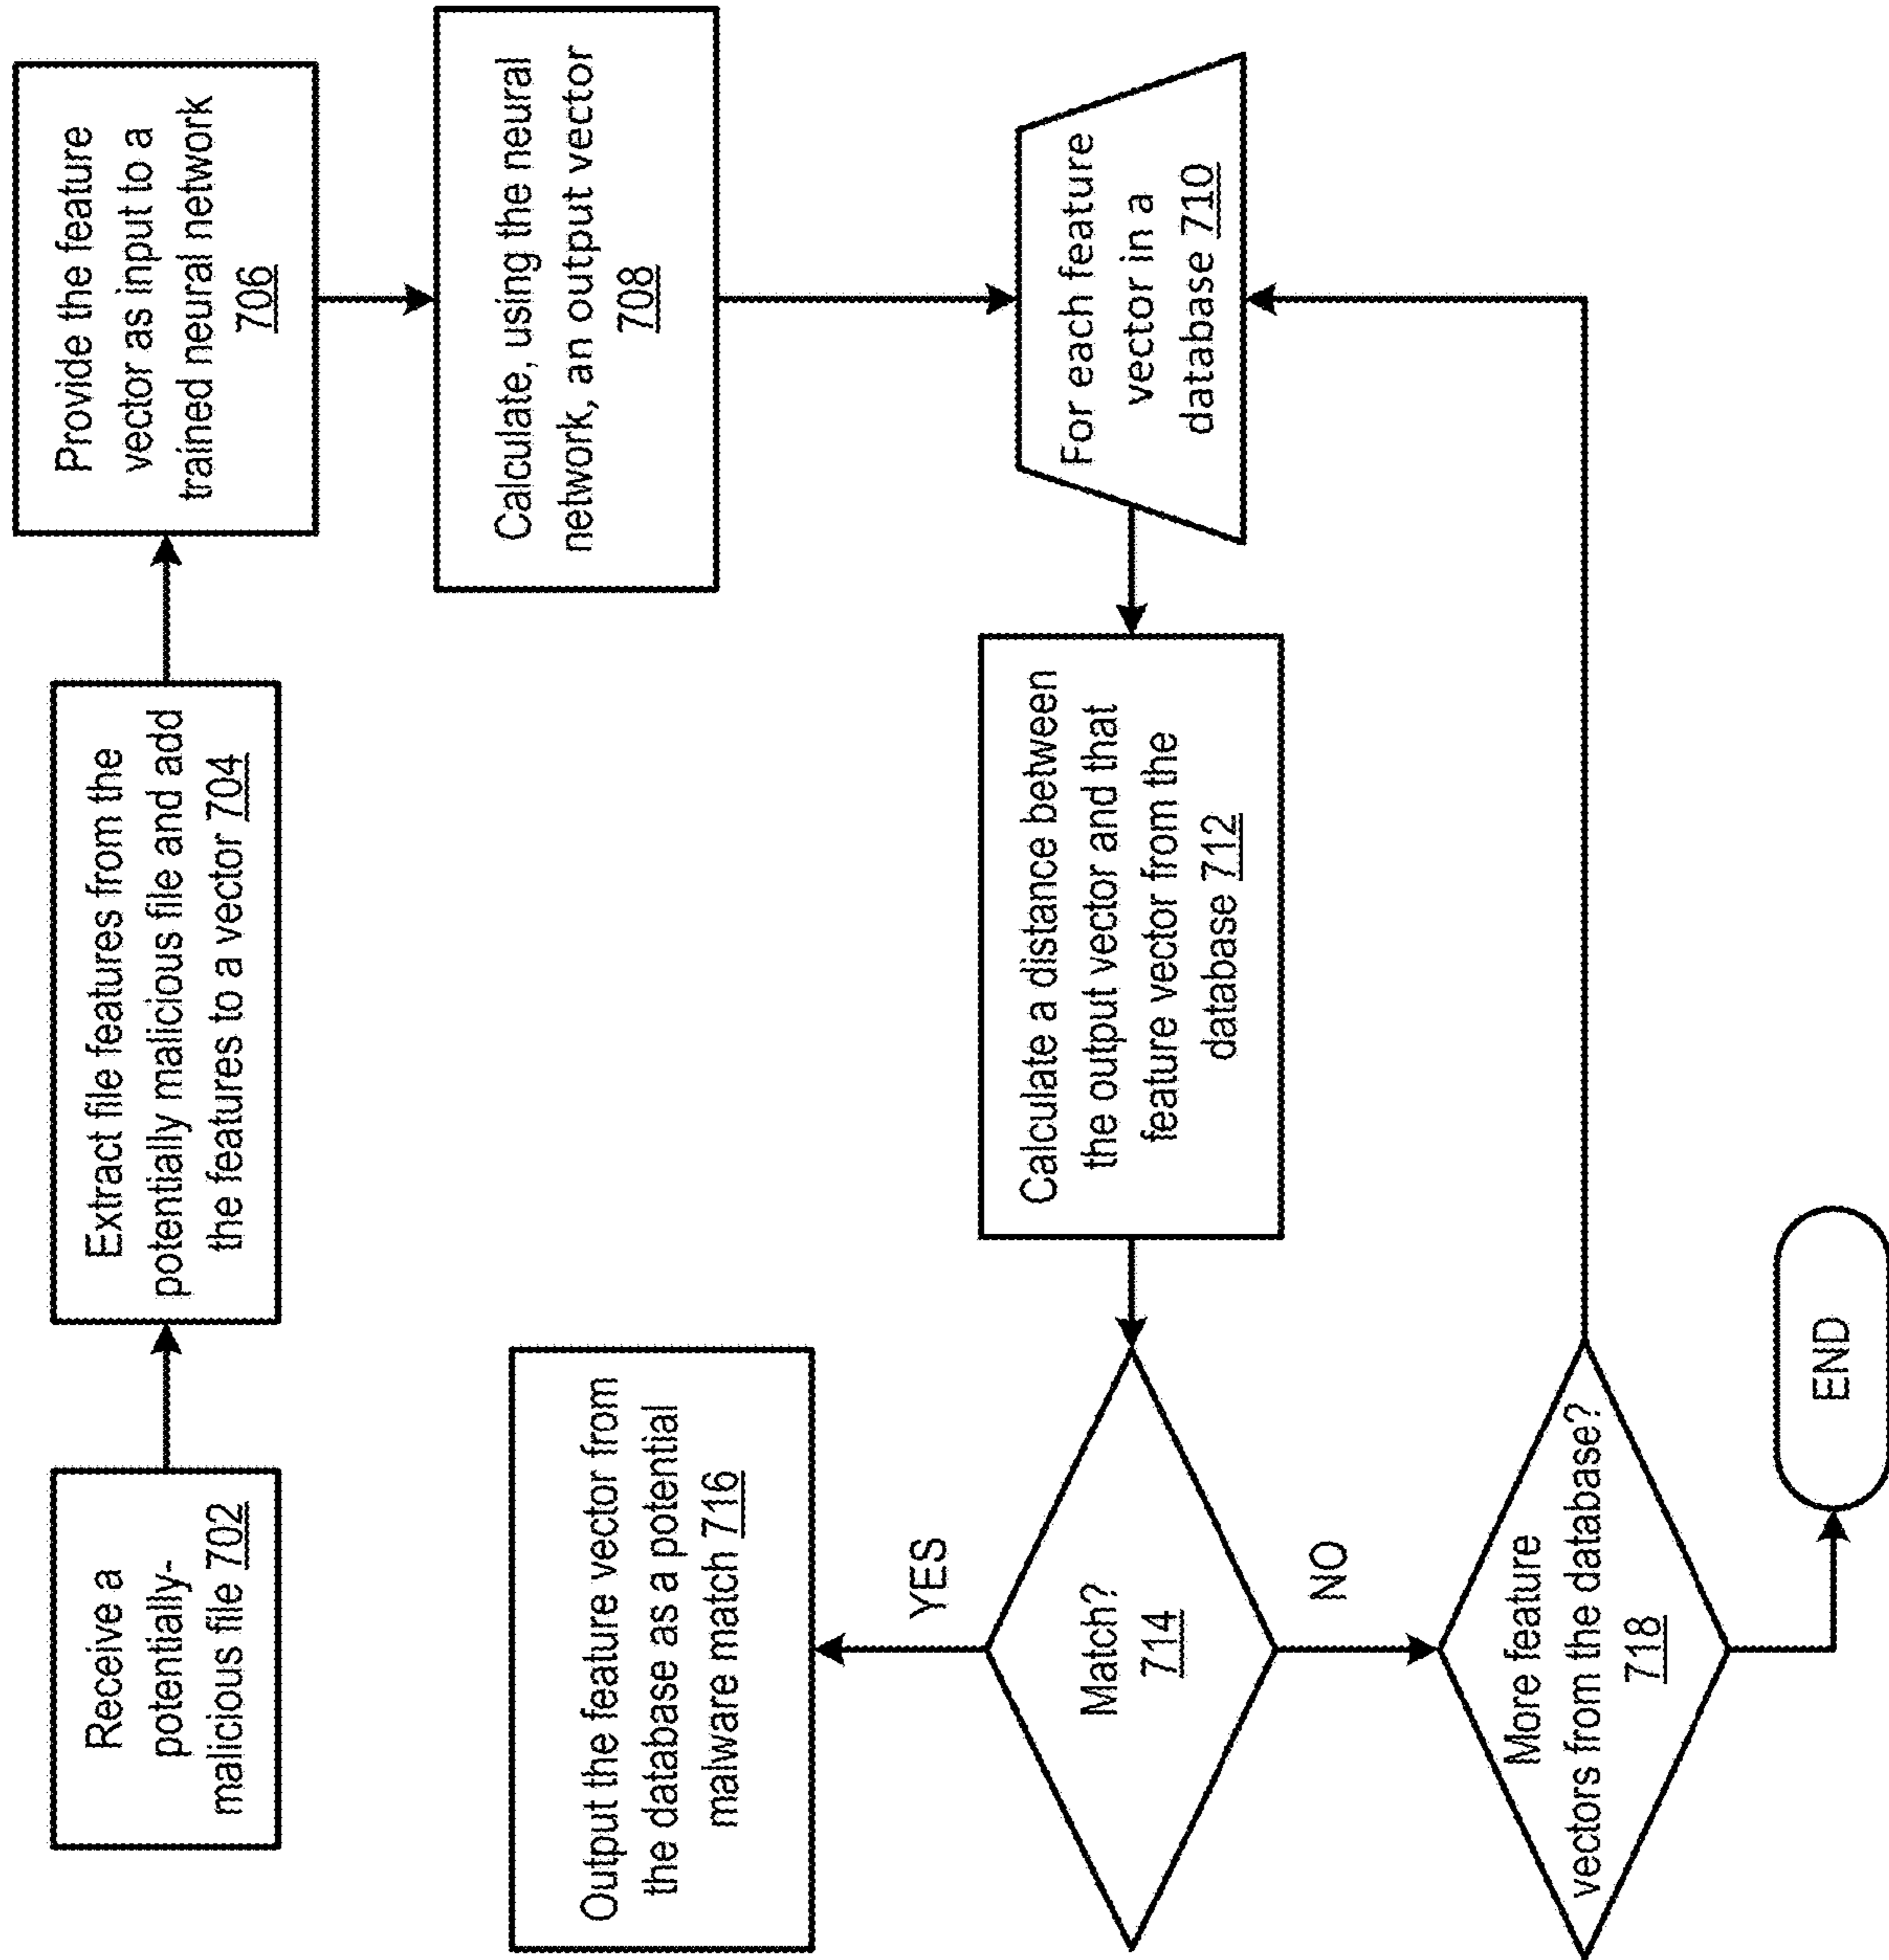 Receive a
potentially-
malicious file 702
Extract file features from the
potentially malicious file and add
the features to a vector 704
Provide the feature
vector as input to a
trained neural network
706
Calculate, using the neural
network, an output vector
708
For each feature
vector in a
database 710
Calculate a distance between
the output vector and that
feature vector from the
database 712
Match?
714
YES
NO
Output the feature vector from
the database as a potential
malware match 716
More feature
vectors from the database?
718
END